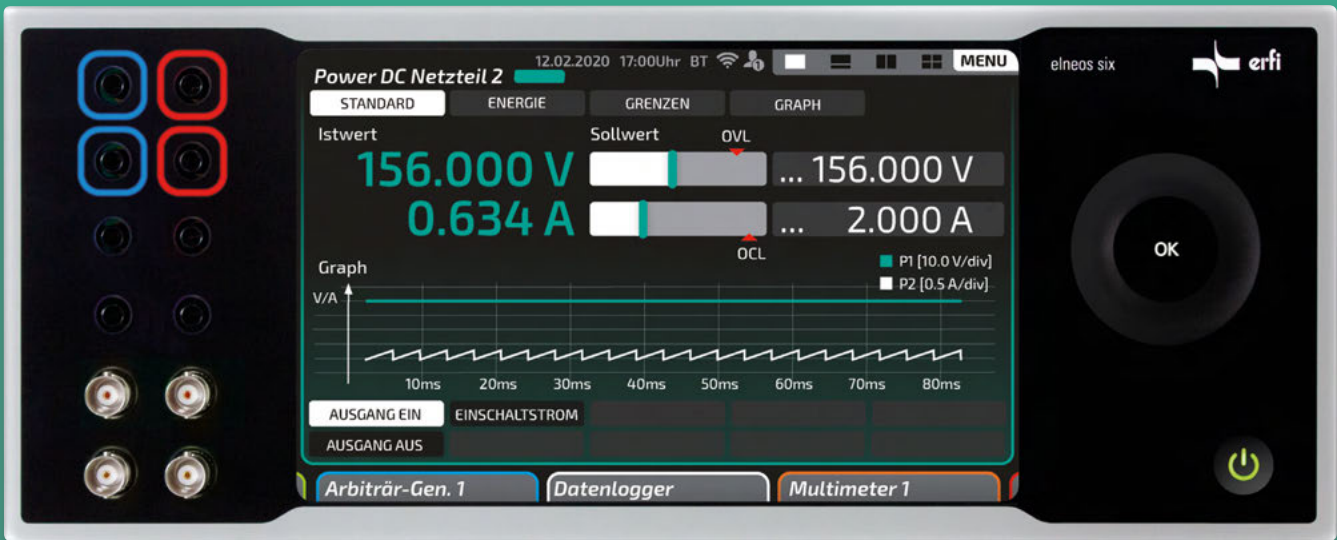 12.02.2020 17:00Uhr BT
MENU
Power DC Netzteil 2
STANDARD ENERGIE GRENZEN GRAPH
Istwert Sollwert OVL
156.000 V ... 156.000 V
0.634 A ... 2.000 A
OCL
Graph
P1 [10.0 V/div]
P2 [0.5 A/div]
V/A
10ms 20ms 30ms 40ms 50ms 60ms 70ms 80ms
AUSGANG EIN EINSCHALTSTROM
AUSGANG AUS
Arbiträr-Gen. 1 Datenlogger Multimeter 1
elneos six
erfi
OK